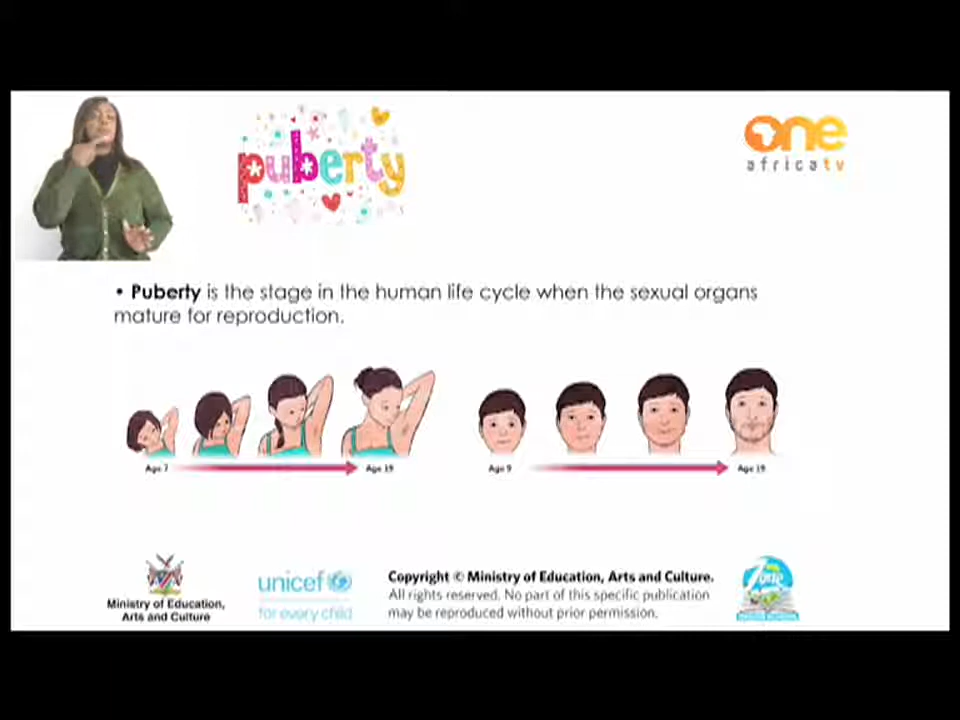 puberty
one
africatv
• Puberty is the stage in the human life cycle when the sexual organs
mature for reproduction.
Age 7
Age 19
Age 9
Age 19
Ministry of Education,
Arts and Culture
unicef
for every child
Copyright © Ministry of Education, Arts and Culture.
All rights reserved. No part of this specific publication
may be reproduced without prior permission.
Zone